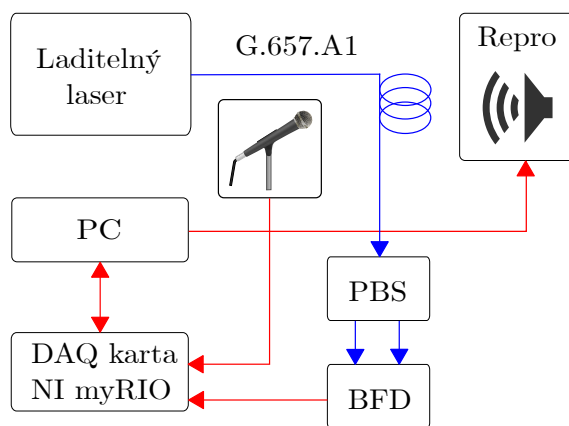 Laditelný
laser
G.657.A1
Repro
PC
PBS
DAQ karta
NI myRIO
BFD